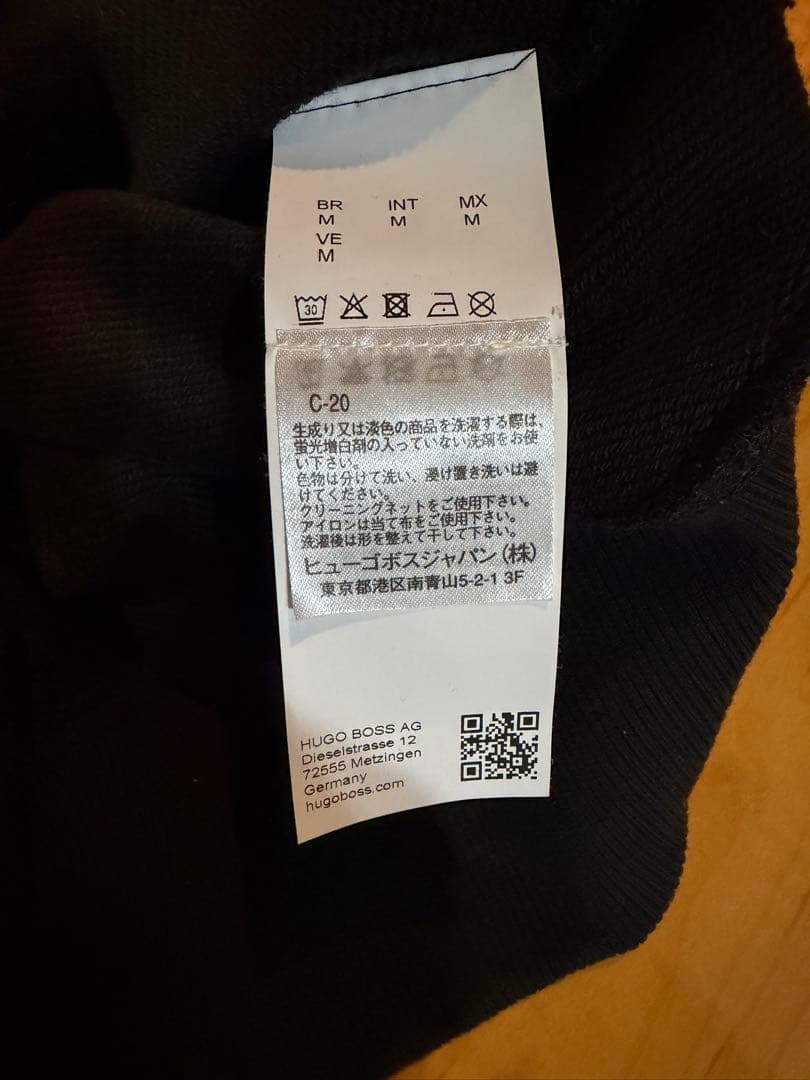 BR INT MX
M M M
VE
M
30
C-20
生成り又は淡色の商品を洗濯する際は、
蛍光増白剤の入っていない洗剤をお使
い下さい。
色物は分けて洗い、浸け置き洗いは避
けてください。
クリーニングネットをご使用下さい。
アイロンは当て布をご使用下さい。
洗濯後は形を整えて干して下さい。
ヒューゴボスジャパン(株)
東京都港区南青山5-2-1 3F
HUGO BOSS AG
Dieselstrasse 12
72555 Metzingen
Germany
hugoboss.com